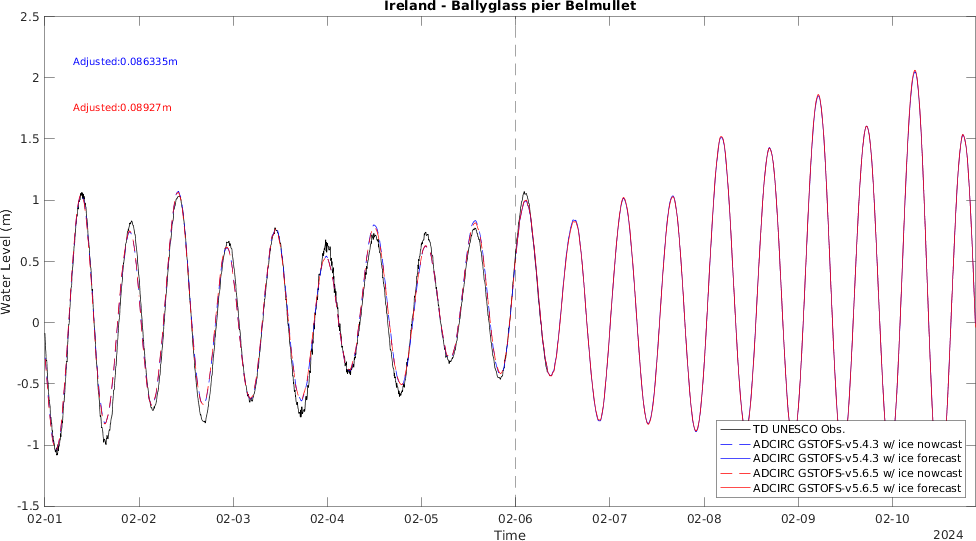 Ireland - Ballyglass pier Belmullet
Adjusted:0.086335m
Adjusted:0.08927m
Water Level (m)
2.5
2
1.5
1
0.5
0
-0.5
-1
-1.5
TD UNESCO Obs.
ADCIRC GSTOFS-v5.4.3 w/ ice nowcast
ADCIRC GSTOFS-v5.4.3 w/ ice forecast
ADCIRC GSTOFS-v5.6.5 w/ ice nowcast
ADCIRC GSTOFS-v5.6.5 w/ ice forecast
02-01 02-02 02-03 02-04 02-05 02-06 02-07 02-08 02-09 02-10
Time
2024